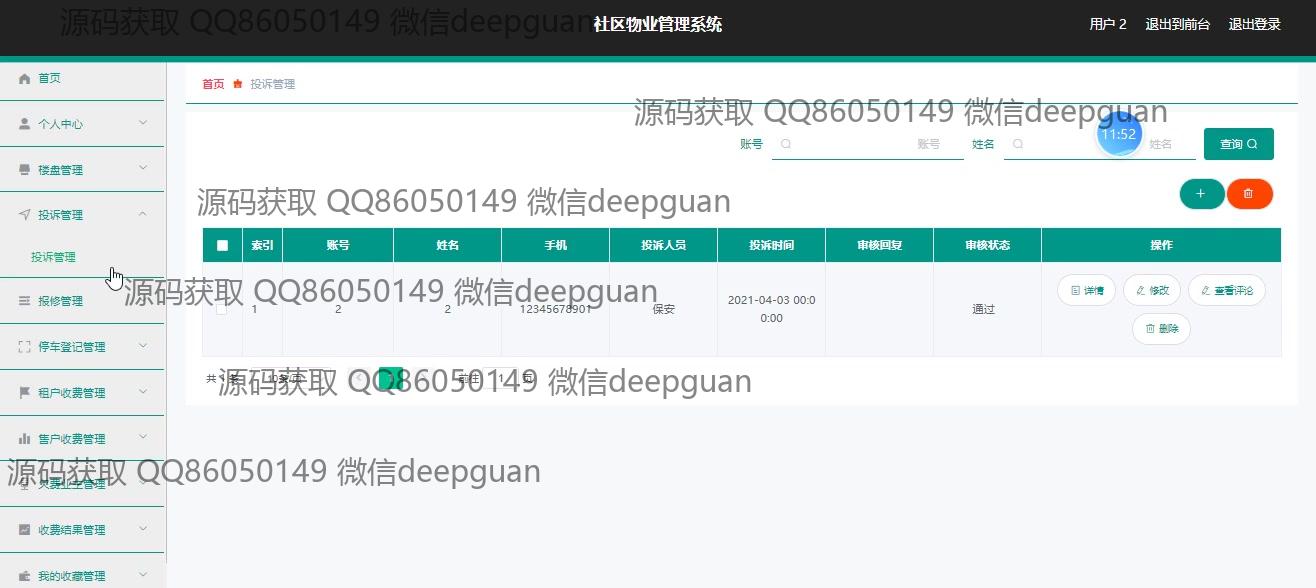 源码获取 QQ86050149 微信deepguan
社区物业管理系统
用户 2 退出到前台 退出登录
首页
个人中心
楼盘管理
投诉管理
投诉管理
报修管理
停车登记管理
租户收费管理
售户收费管理
欠费业主管理
收费结果管理
我的收藏管理
首页 投诉管理
源码获取 QQ86050149 微信deepguan
账号 账号 姓名 姓名 查询
11:52
源码获取 QQ86050149 微信deepguan
+
索引 账号 姓名 手机 投诉人员 投诉时间 审核回复 审核状态 操作
源码获取 QQ86050149 微信deepguan
1 2 2 12345678901 保安 2021-04-03 00:0
0:00
通过
详情 修改 查看评论
删除
共 1 条 10条/页 前往 1 页
源码获取 QQ86050149 微信deepguan
源码获取 QQ86050149 微信deepguan